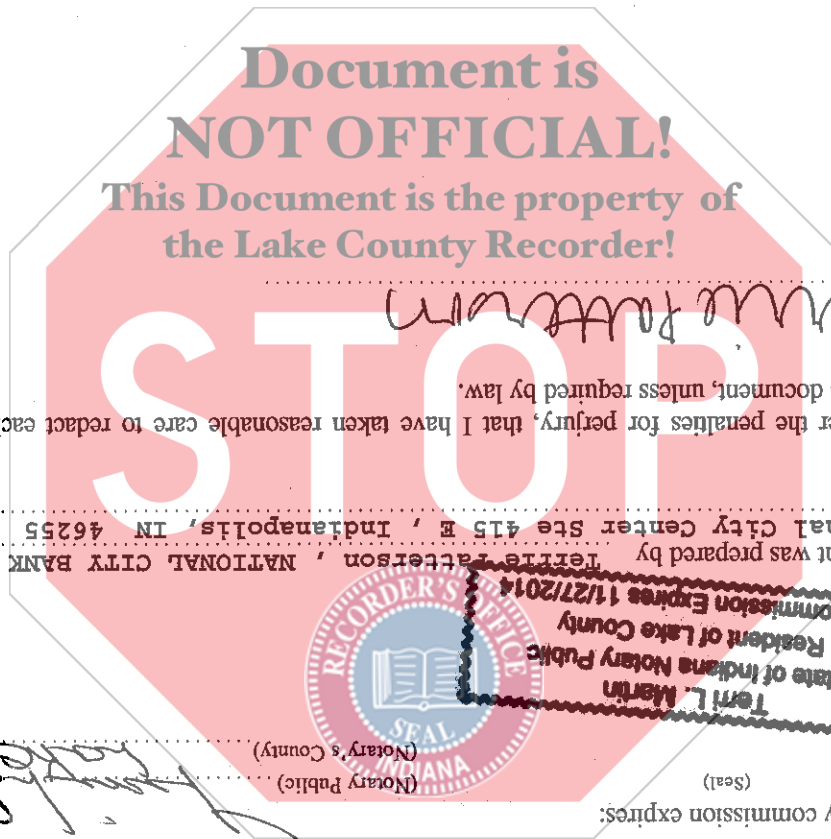 Document is
NOT OFFICIAL!
This Document is the property of
the Lake County Recorder!
STOP
RECORDER'S OFFICE
SEAL
INDIANA
commission expires:
(Seal)
(Notary Public)
(Notary's County)
Terri L. Martin
State of Indiana Notary Public
Resident of Lake County
Commission Expires 11/27/2014
was prepared by Terrie Patterson , NATIONAL CITY BANK
City Center Ste 415 E , Indianapolis, IN 46255
the penalties for perjury, that I have taken reasonable care to redact
document, unless required by law.
Patterson